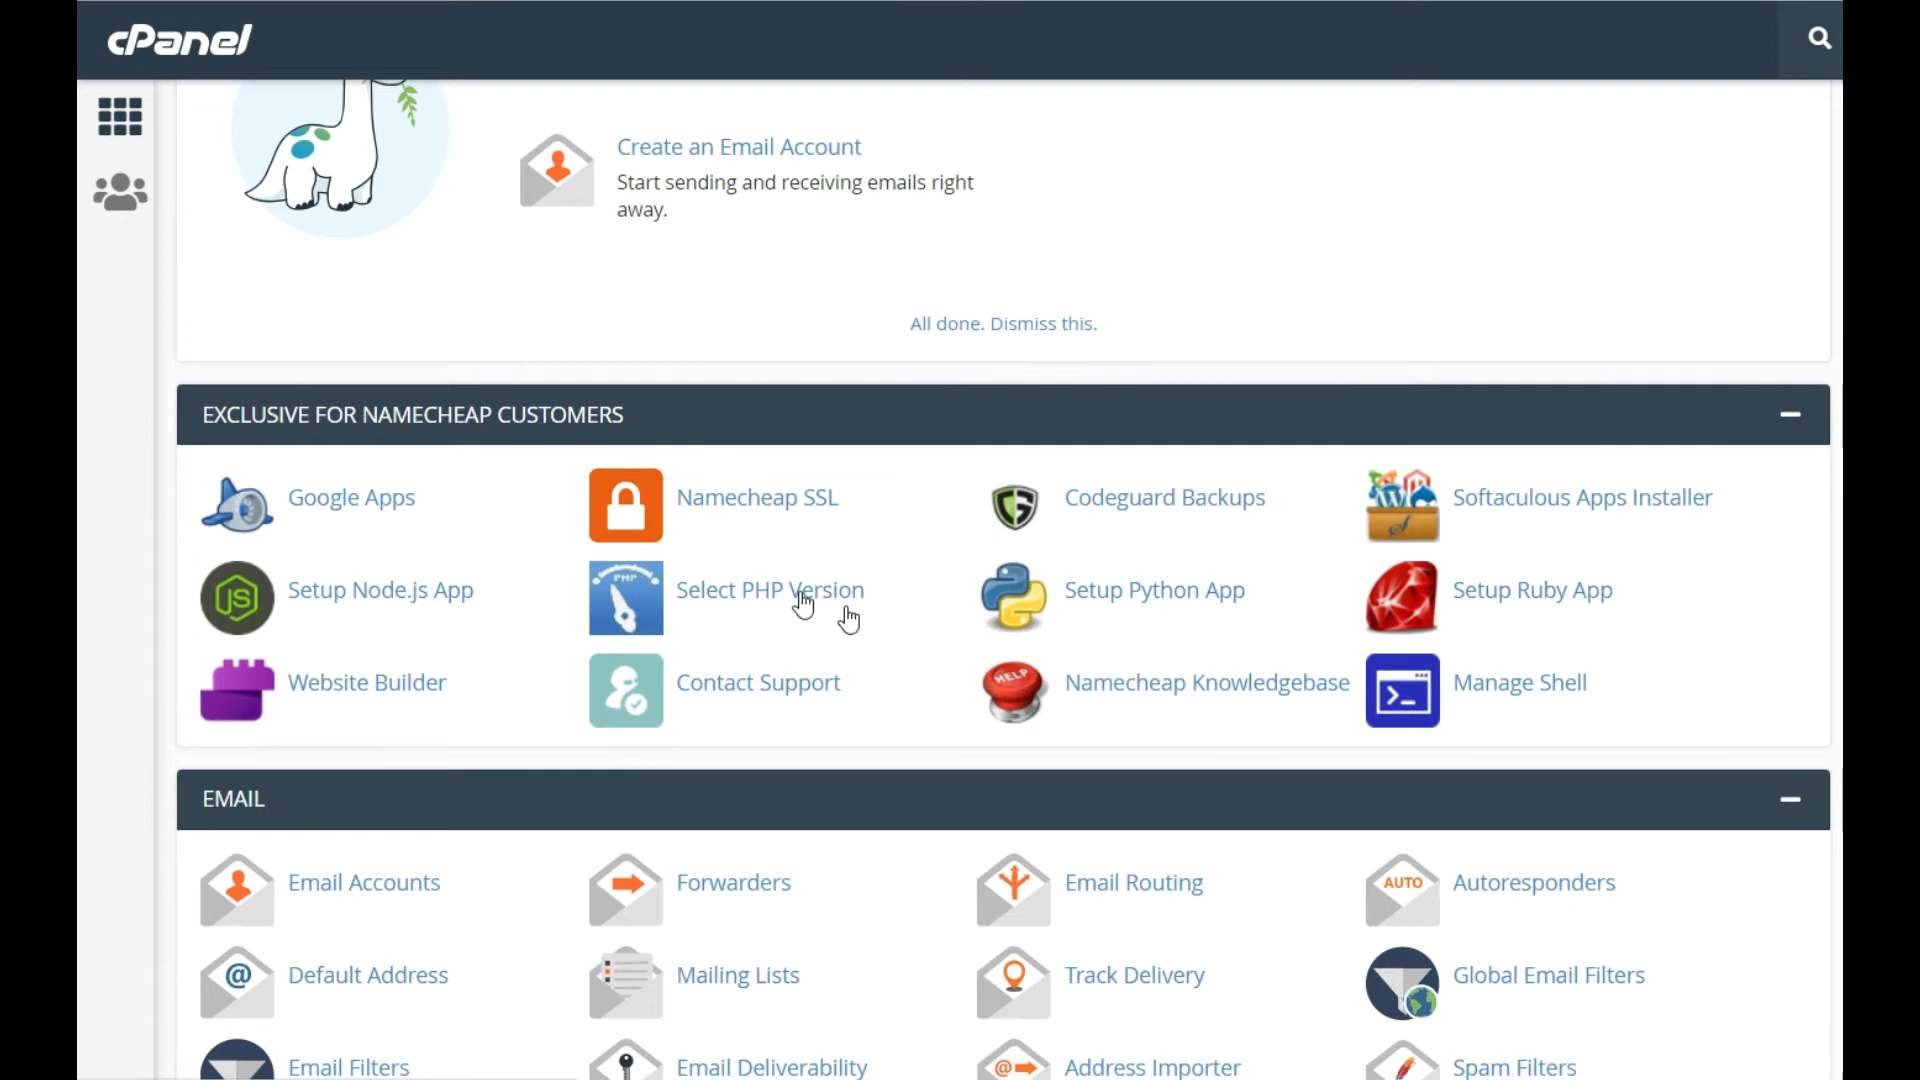 cPanel
Create an Email Account
Start sending and receiving emails right
away.
All done. Dismiss this.
EXCLUSIVE FOR NAMECHEAP CUSTOMERS
Google Apps
Namecheap SSL
Codeguard Backups
Softaculous Apps Installer
JS
Setup Node.js App
PHP
Select PHP Version
Setup Python App
Setup Ruby App
Website Builder
Contact Support
HELP
Namecheap Knowledgebase
Manage Shell
EMAIL
Email Accounts
Forwarders
Email Routing
AUTO
Autoresponders
@
Default Address
Mailing Lists
Track Delivery
Global Email Filters
Email Filters
Email Deliverability
@
Address Importer
Spam Filters